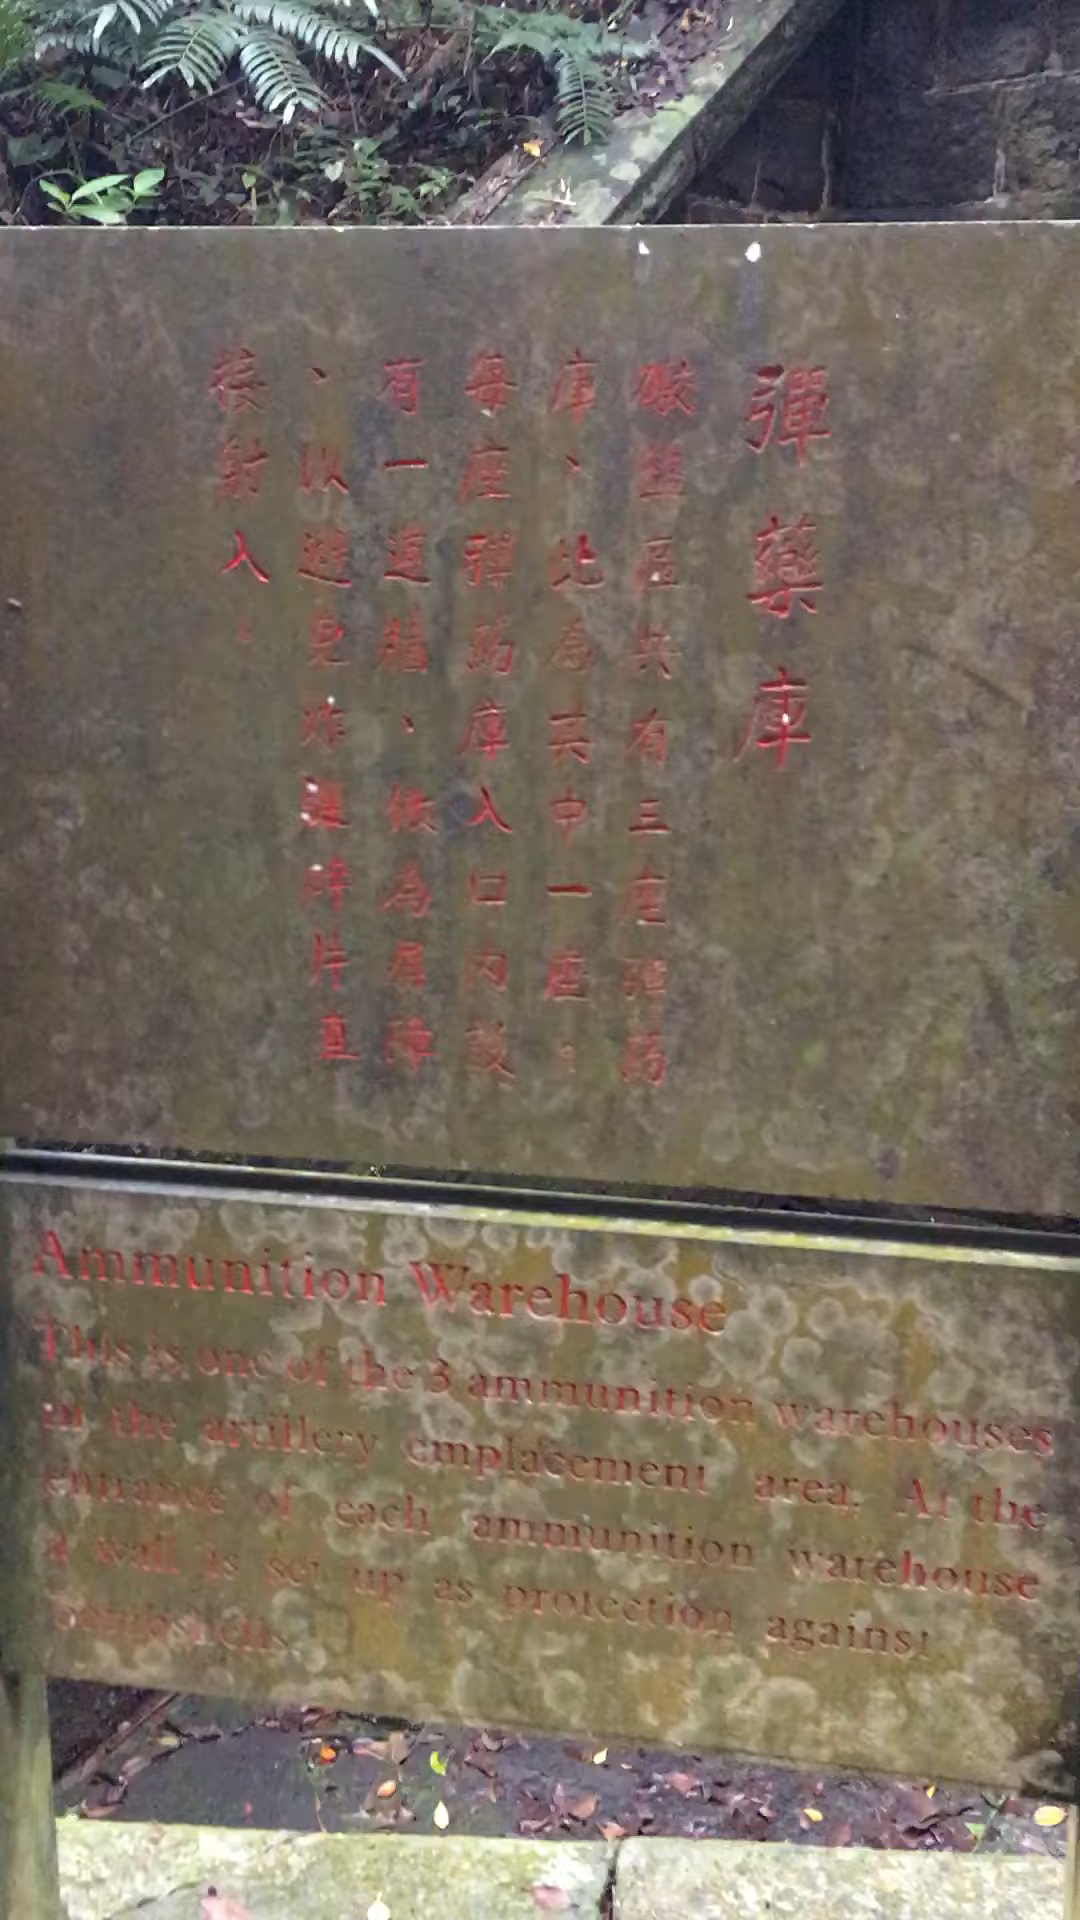 彈藥庫
礮盤區共有三座彈葯
庫、此為其中一座。
每座彈葯庫入口內設
有一道牆、做為屏障
、以避免炸彈碎片直
接射入。
Ammunition Warehouse
This is one of the 3 ammunition warehouses
in the artillery emplacement area. At the
entrance of each ammunition warehouse
a wall is set up as protection against